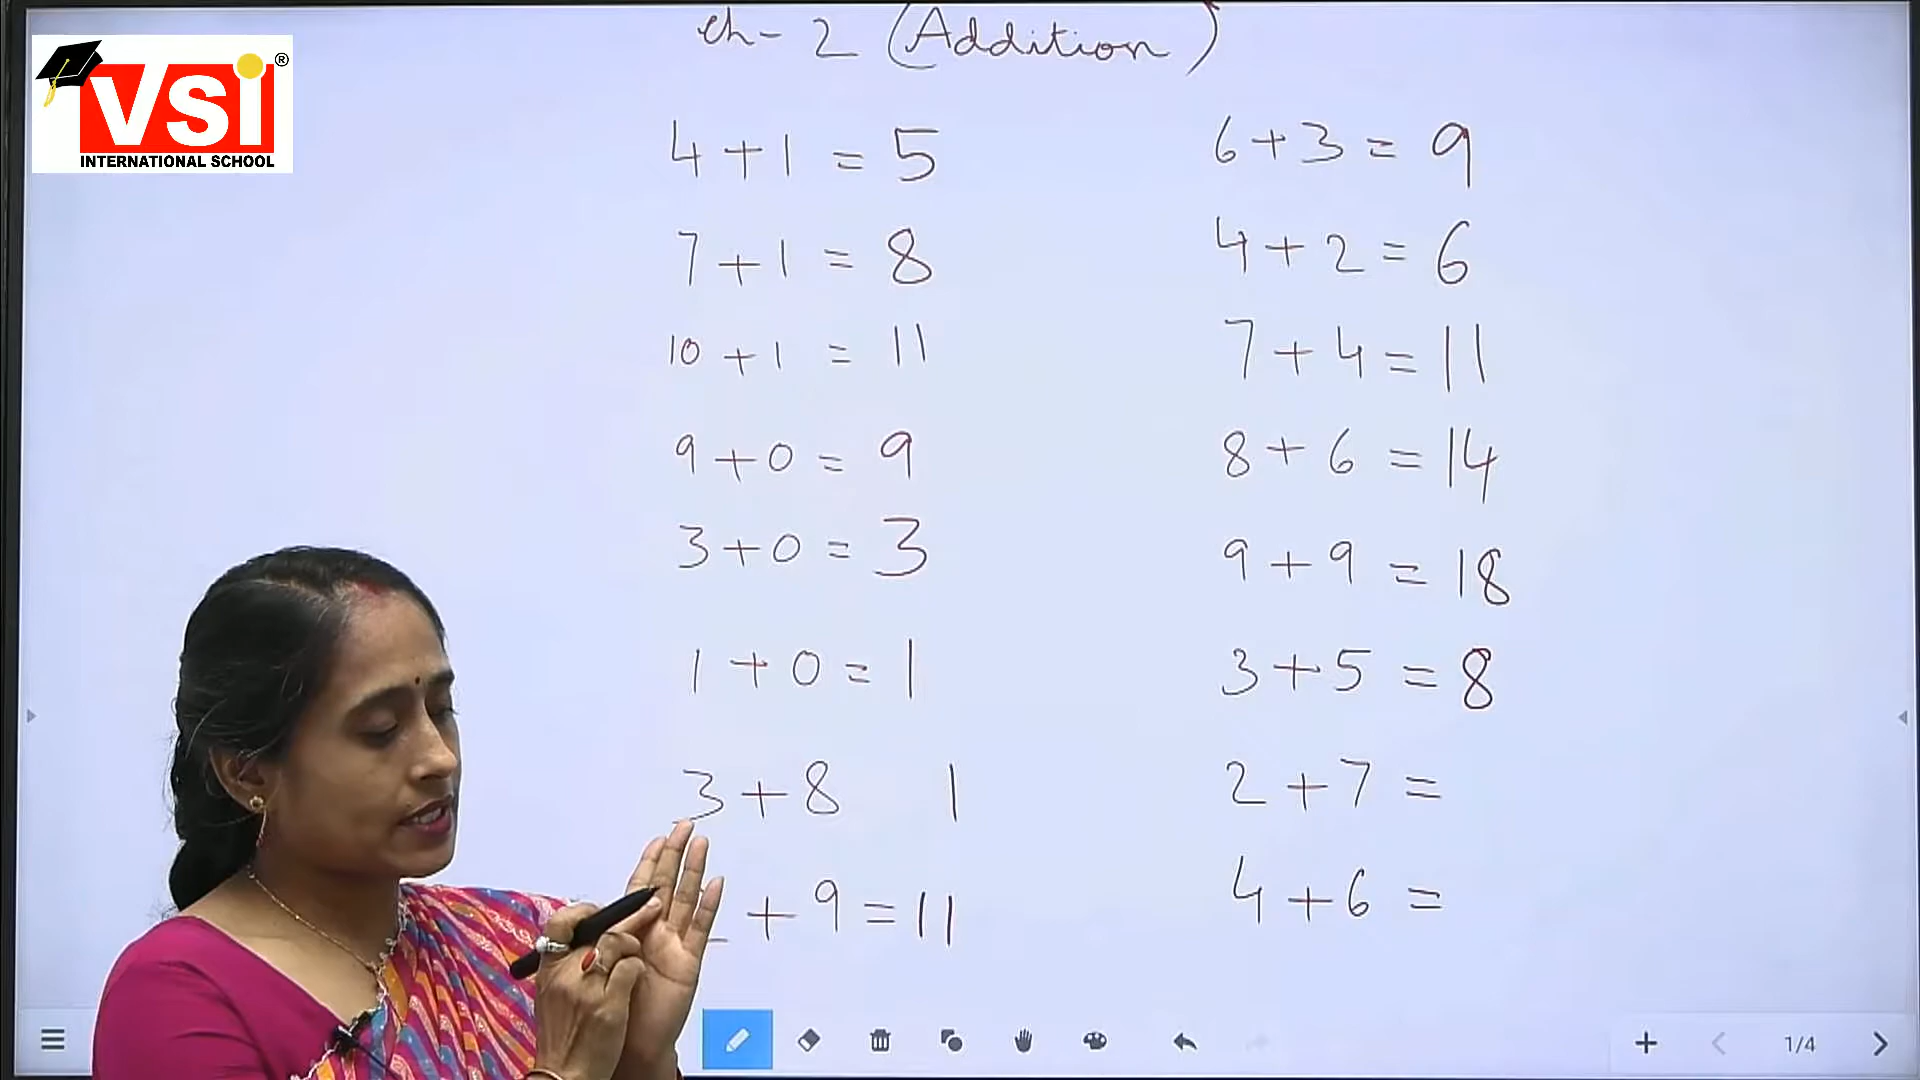 ch-2 (Addition)
VSI®
INTERNATIONAL SCHOOL
4+1 = 5
7+1 = 8
10+1 = 11
9+0 = 9
3+0 = 3
1+0 = 1
3+8 1
+9 = 11
6+3 = 9
4+2 = 6
7+4 = 11
8+6 = 14
9+9 = 18
3+5 = 8
2+7 =
4+6 =
1/4